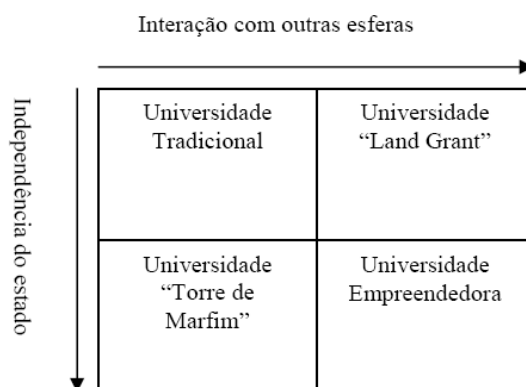 Interação com outras esferas
Independência do estado
Universidade
Tradicional
Universidade
“Land Grant”
Universidade
“Torre de
Marfim”
Universidade
Empreendedora